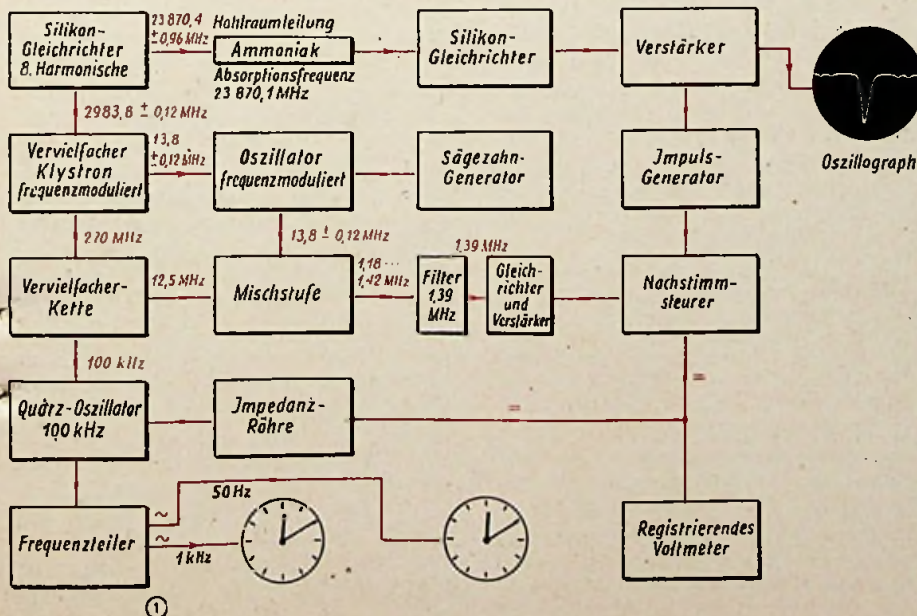 Silikon-
Gleichrichter
8. Harmonische
23 870,4
± 0,96 MHz
Hohlraumleitung
Ammoniak
Absorptionsfrequenz
23 870,1 MHz
Silikon-
Gleichrichter
Verstärker
Oszillograph
2983,8 ± 0,12 MHz
Vervielfacher
Klystron
frequenzmoduliert
13,8
± 0,12 MHz
Oszillator
frequenzmoduliert
Sägezahn-
Generator
Jmpuls-
Generator
270 MHz
13,8 ± 0,12 MHz
Vervielfacher-
Kette
12,5 MHz
Mischstufe
1,18 ...
1,42 MHz
Filter
1,39
MHz
1,39 MHz
Gleich-
richter
und
Verstärker
Nachstimm-
steurer
100 kHz
=
Quarz-Oszillator
100 kHz
Jmpedanz-
Röhre
=
Frequenzteiler
~
50 Hz
~
1 kHz
Registrierendes
Voltmeter
1